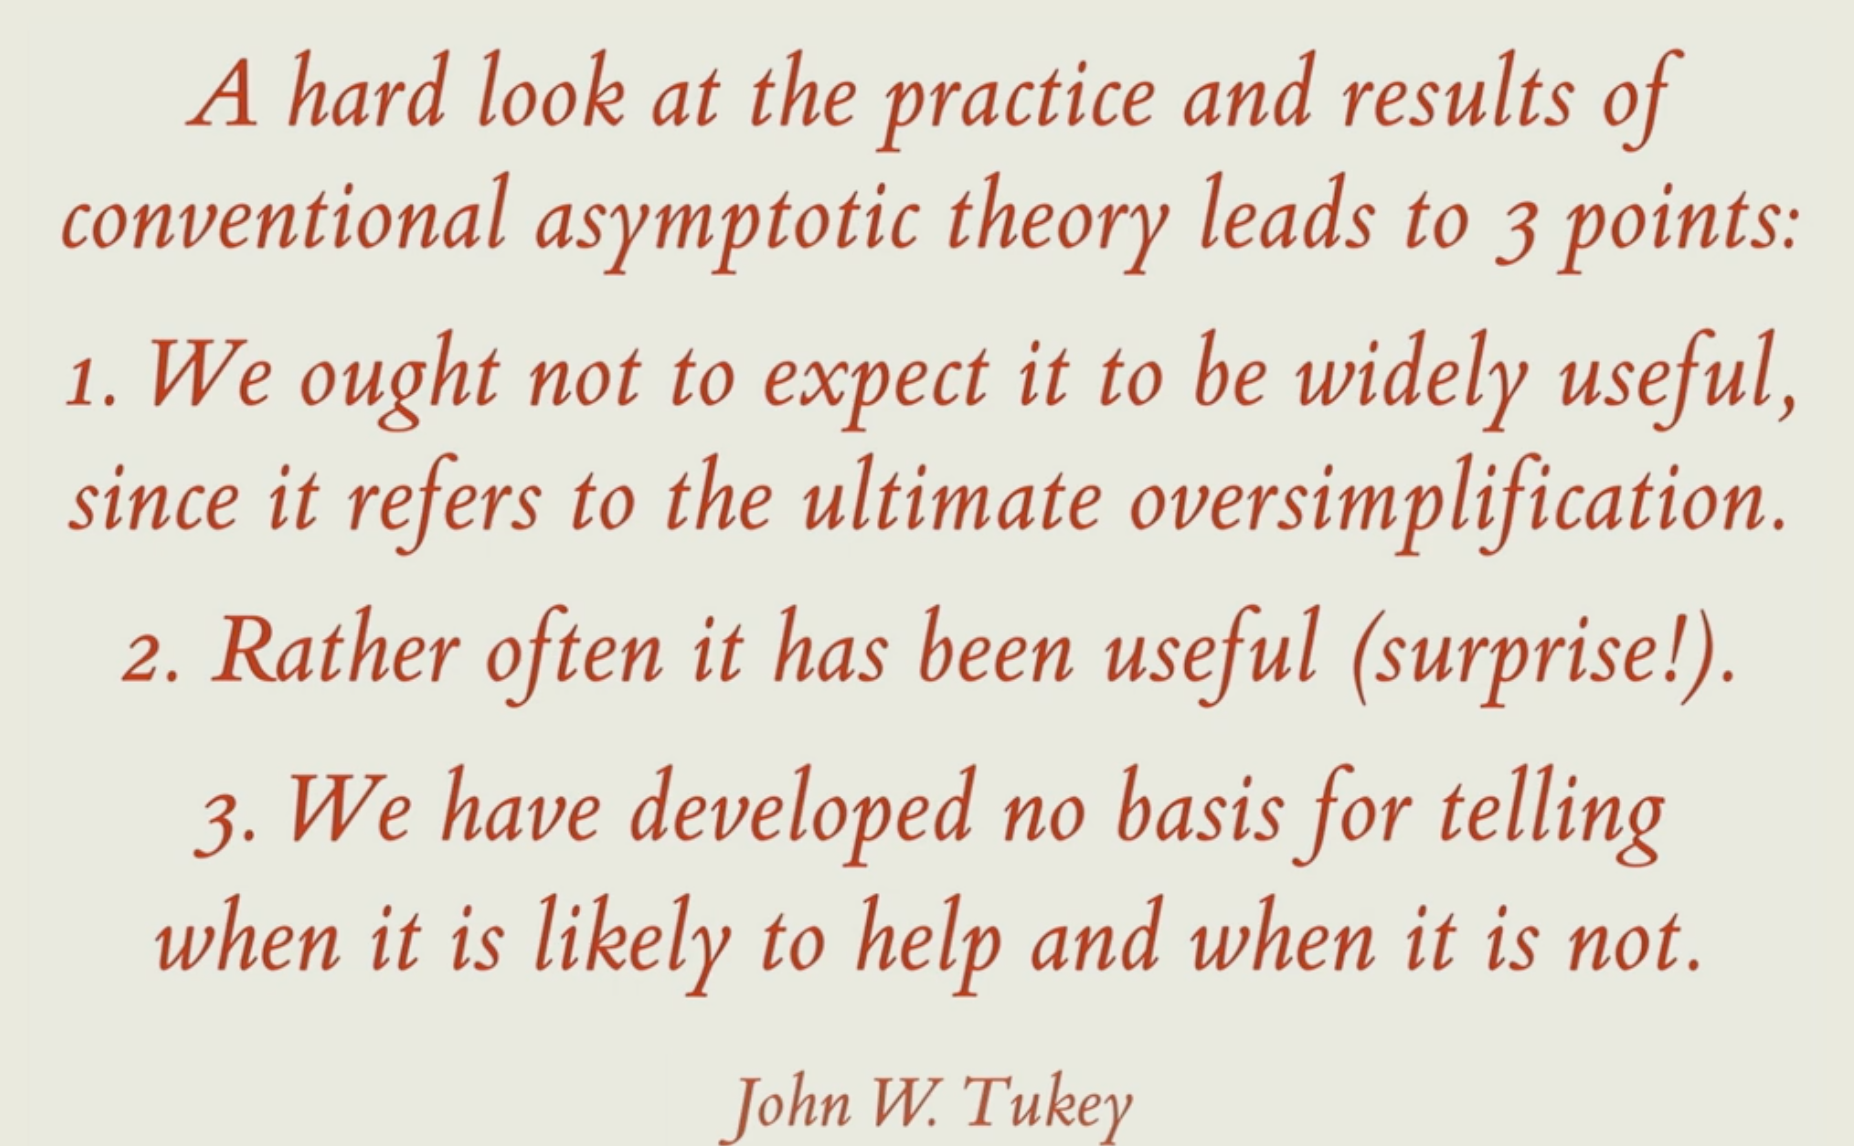 A hard look at the practice and results of
conventional asymptotic theory leads to 3 points:
1. We ought not to expect it to be widely useful,
since it refers to the ultimate oversimplification.
2. Rather often it has been useful (surprise!).
3. We have developed no basis for telling
when it is likely to help and when it is not.
John W. Tukey